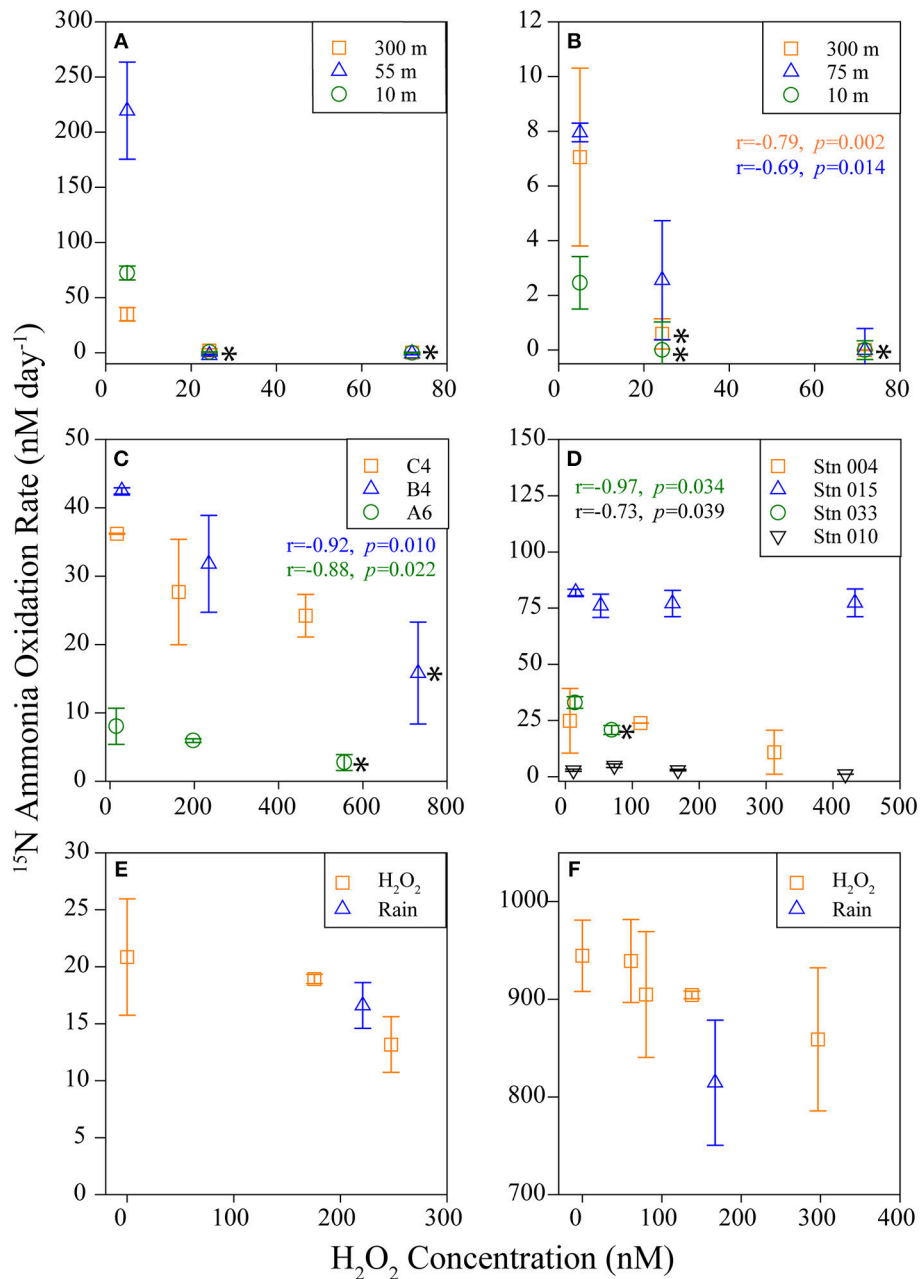 ¹⁵N Ammonia Oxidation Rate (nM day⁻¹)
A
300 m
55 m
10 m
300
250
200
150
100
50
0
*
*
0 20 40 60 80
B
300 m
75 m
10 m
r=-0.79, p=0.002
r=-0.69, p=0.014
12
10
8
6
4
2
0
*
*
*
0 20 40 60 80
C
C4
B4
A6
r=-0.92, p=0.010
r=-0.88, p=0.022
50
40
30
20
10
0
*
*
0 200 400 600 800
D
Stn 004
Stn 015
Stn 033
Stn 010
r=-0.97, p=0.034
r=-0.73, p=0.039
150
125
100
75
50
25
0
*
0 100 200 300 400 500
E
H₂O₂
Rain
30
25
20
15
10
5
0
0 100 200 300
F
H₂O₂
Rain
1000
900
800
700
0 100 200 300 400
H₂O₂ Concentration (nM)